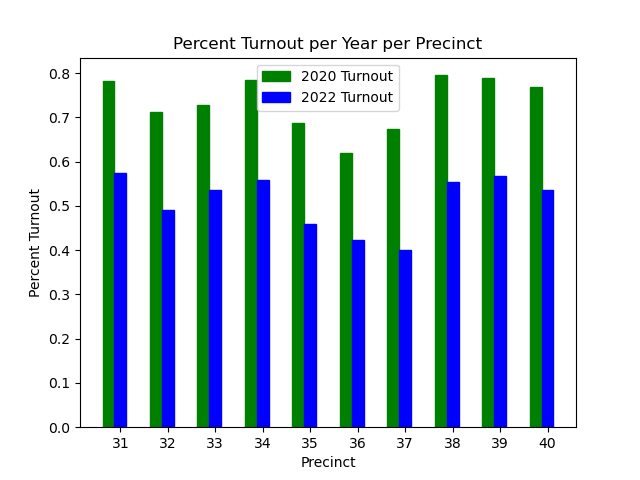 Percent Turnout per Year per Precinct
2020 Turnout
2022 Turnout
Percent Turnout
0.8
0.7
0.6
0.5
0.4
0.3
0.2
0.1
0.0
31 32 33 34 35 36 37 38 39 40
Precinct